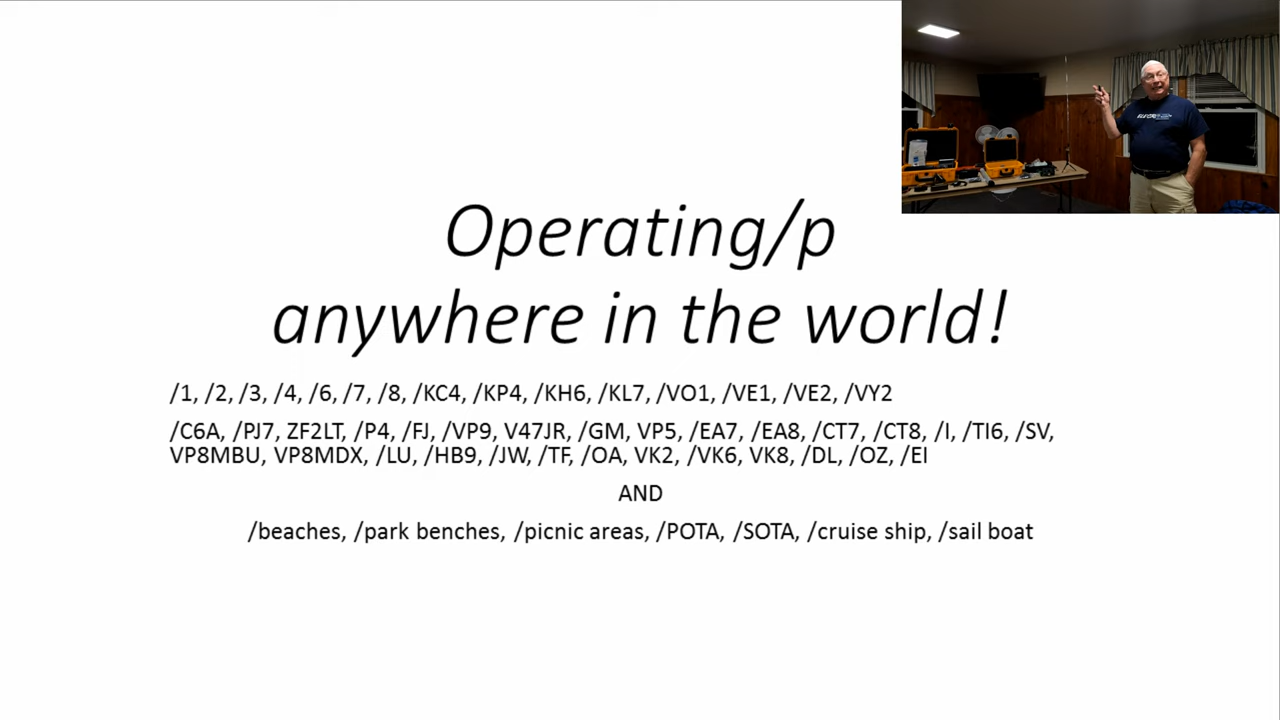 Operating/p
anywhere in the world!
/1, /2, /3, /4, /6, /7, /8, /KC4, /KP4, /KH6, /KL7, /VO1, /VE1, /VE2, /VY2
/C6A, /PJ7, ZF2LT, /P4, /FJ, /VP9, V47JR, /GM, VP5, /EA7, /EA8, /CT7, /CT8, /I, /TI6, /SV,
VP8MBU, VP8MDX, /LU, /HB9, /JW, /TF, /OA, VK2, /VK6, VK8, /DL, /OZ, /EI
AND
/beaches, /park benches, /picnic areas, /POTA, /SOTA, /cruise ship, /sail boat